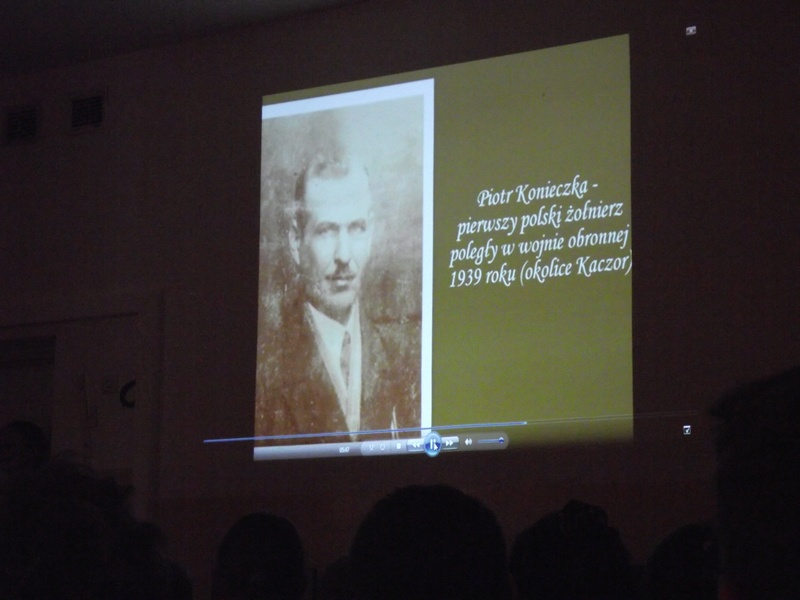 Piotr Konieczka -
pierwszy polski żołnierz
poległy w wojnie obronnej
1939 roku (okolice Kaczor)